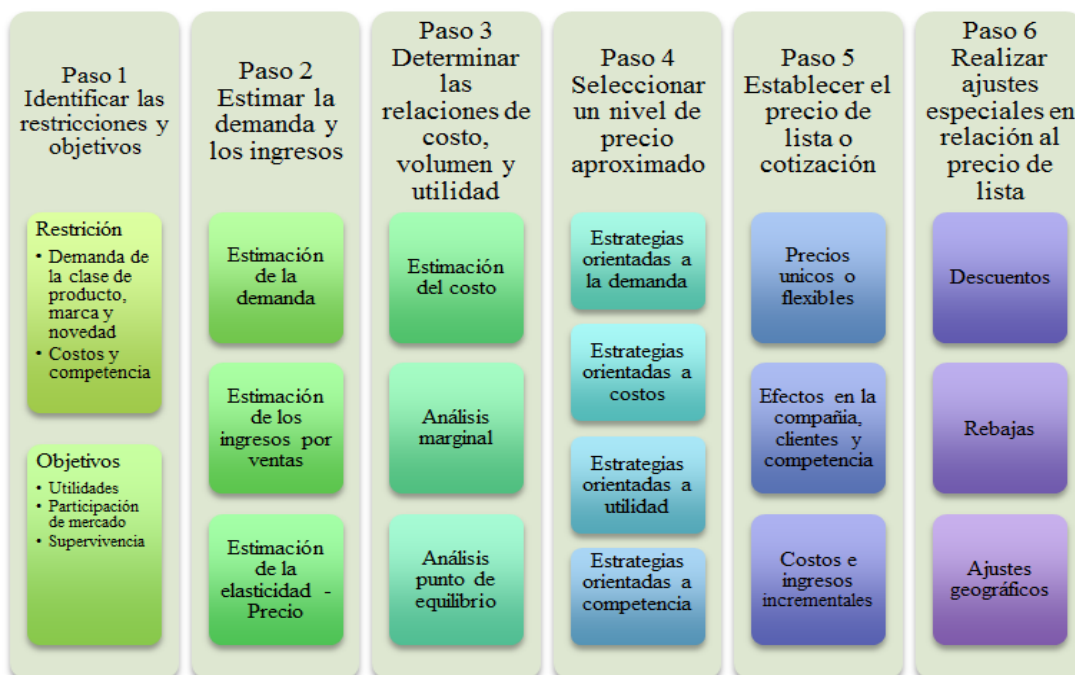 Paso 1
Identificar las
restricciones y
objetivos
Restrición
• Demanda de
la clase de
producto,
marca y
novedad
• Costos y
competencia
Objetivos
• Utilidades
• Participación
de mercado
• Supervivencia
Paso 2
Estimar la
demanda y
los ingresos
Estimación
de la
demanda
Estimación
de los
ingresos por
ventas
Estimación
de la
elasticidad -
Precio
Paso 3
Determinar
las
relaciones de
costo,
volumen y
utilidad
Estimación
del costo
Análisis
marginal
Análisis
punto de
equilibrio
Paso 4
Seleccionar
un nivel de
precio
aproximado
Estrategias
orientadas a
la demanda
Estrategias
orientadas a
costos
Estrategias
orientadas a
utilidad
Estrategias
orientadas a
competencia
Paso 5
Establecer el
precio de
lista o
cotización
Precios
unicos o
flexibles
Efectos en la
compañia,
clientes y
competencia
Costos e
ingresos
incrementales
Paso 6
Realizar
ajustes
especiales en
relación al
precio de
lista
Descuentos
Rebajas
Ajustes
geográficos